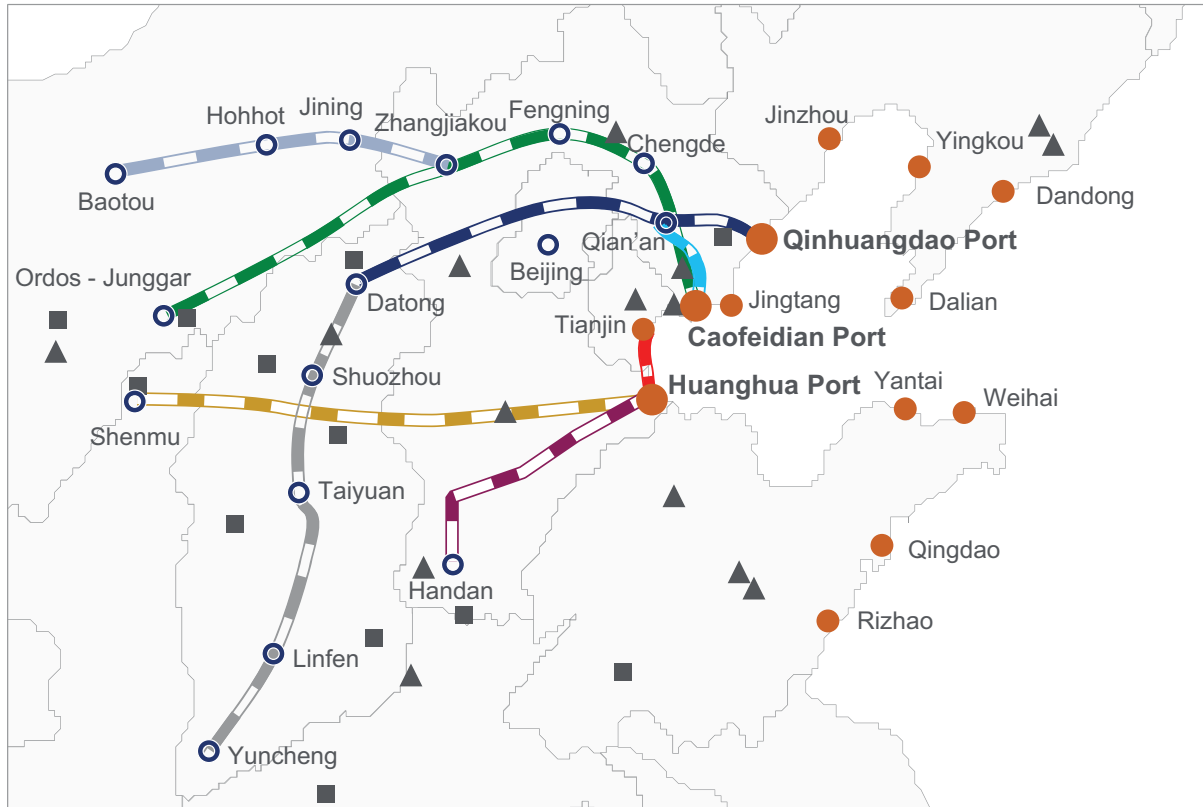 Fengning
Jining
Hohhot
Zhangjiakou
Jinzhou
Chengde
Yingkou
Baotou
Dandong
Qian’an
Qinhuangdao Port
Beijing
Ordos - Junggar
Datong
Jingtang
Dalian
Tianjin
Caofeidian Port
Shuozhou
Huanghua Port
Yantai
Weihai
Shenmu
Taiyuan
Qingdao
Handan
Rizhao
Linfen
Yuncheng